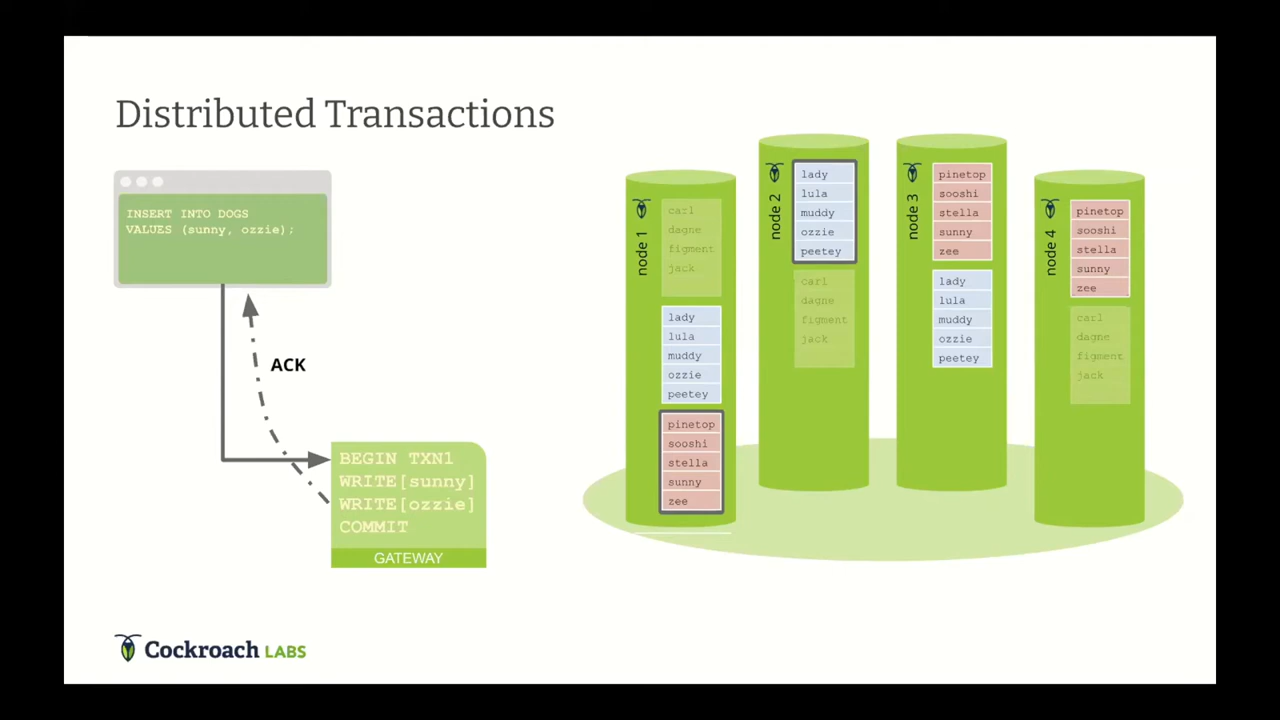 Distributed Transactions
INSERT INTO DOGS
VALUES (sunny, ozzie);
ACK
BEGIN TXN1
WRITE[sunny]
WRITE[ozzie]
COMMIT
GATEWAY
node 1
carl
dagne
figment
jack
lady
lula
muddy
ozzie
peetey
pinetop
sooshi
stella
sunny
zee
node 2
lady
lula
muddy
ozzie
peetey
carl
dagne
figment
jack
node 3
pinetop
sooshi
stella
sunny
zee
lady
lula
muddy
ozzie
peetey
node 4
pinetop
sooshi
stella
sunny
zee
carl
dagne
figment
jack
Cockroach LABS